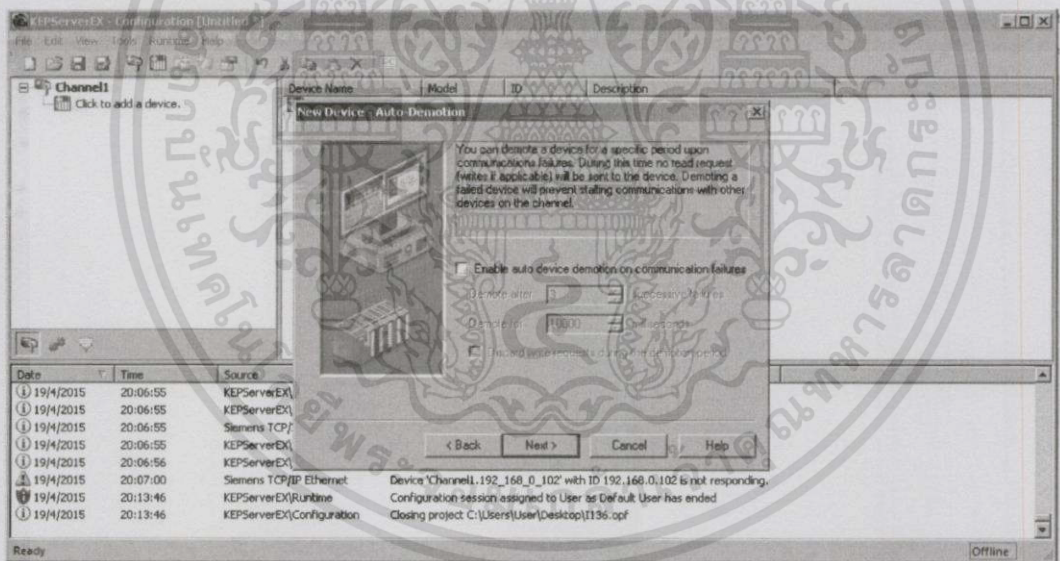 KEPServerEX - Configuration [Untitled *]
File Edit View Tools Runtime Help
Channel1
Click to add a device.
Device Name Model ID Description
New Device - Auto-Demotion
You can demote a device for a specific period upon
communications failures. During this time no read request
(writes if applicable) will be sent to the device. Demoting a
failed device will prevent stalling communications with other
devices on the channel.
Enable auto device demotion on communication failures
Demote after 3 successive failures
Demote for 10000 milliseconds
Discard write requests during the demotion period
< Back Next > Cancel Help
Date Time Source
19/4/2015 20:06:55 KEPServerEX\
19/4/2015 20:06:55 KEPServerEX\
19/4/2015 20:06:55 Siemens TCP/
19/4/2015 20:06:55 KEPServerEX\
19/4/2015 20:06:56 KEPServerEX\
19/4/2015 20:07:00 Siemens TCP/IP Ethernet Device 'Channel1.192_168_0_102' with ID 192.168.0.102 is not responding.
19/4/2015 20:13:46 KEPServerEX\Runtime Configuration session assigned to User as Default User has ended
19/4/2015 20:13:46 KEPServerEX\Configuration Closing project C:\Users\User\Desktop\I136.opf
Ready Offline